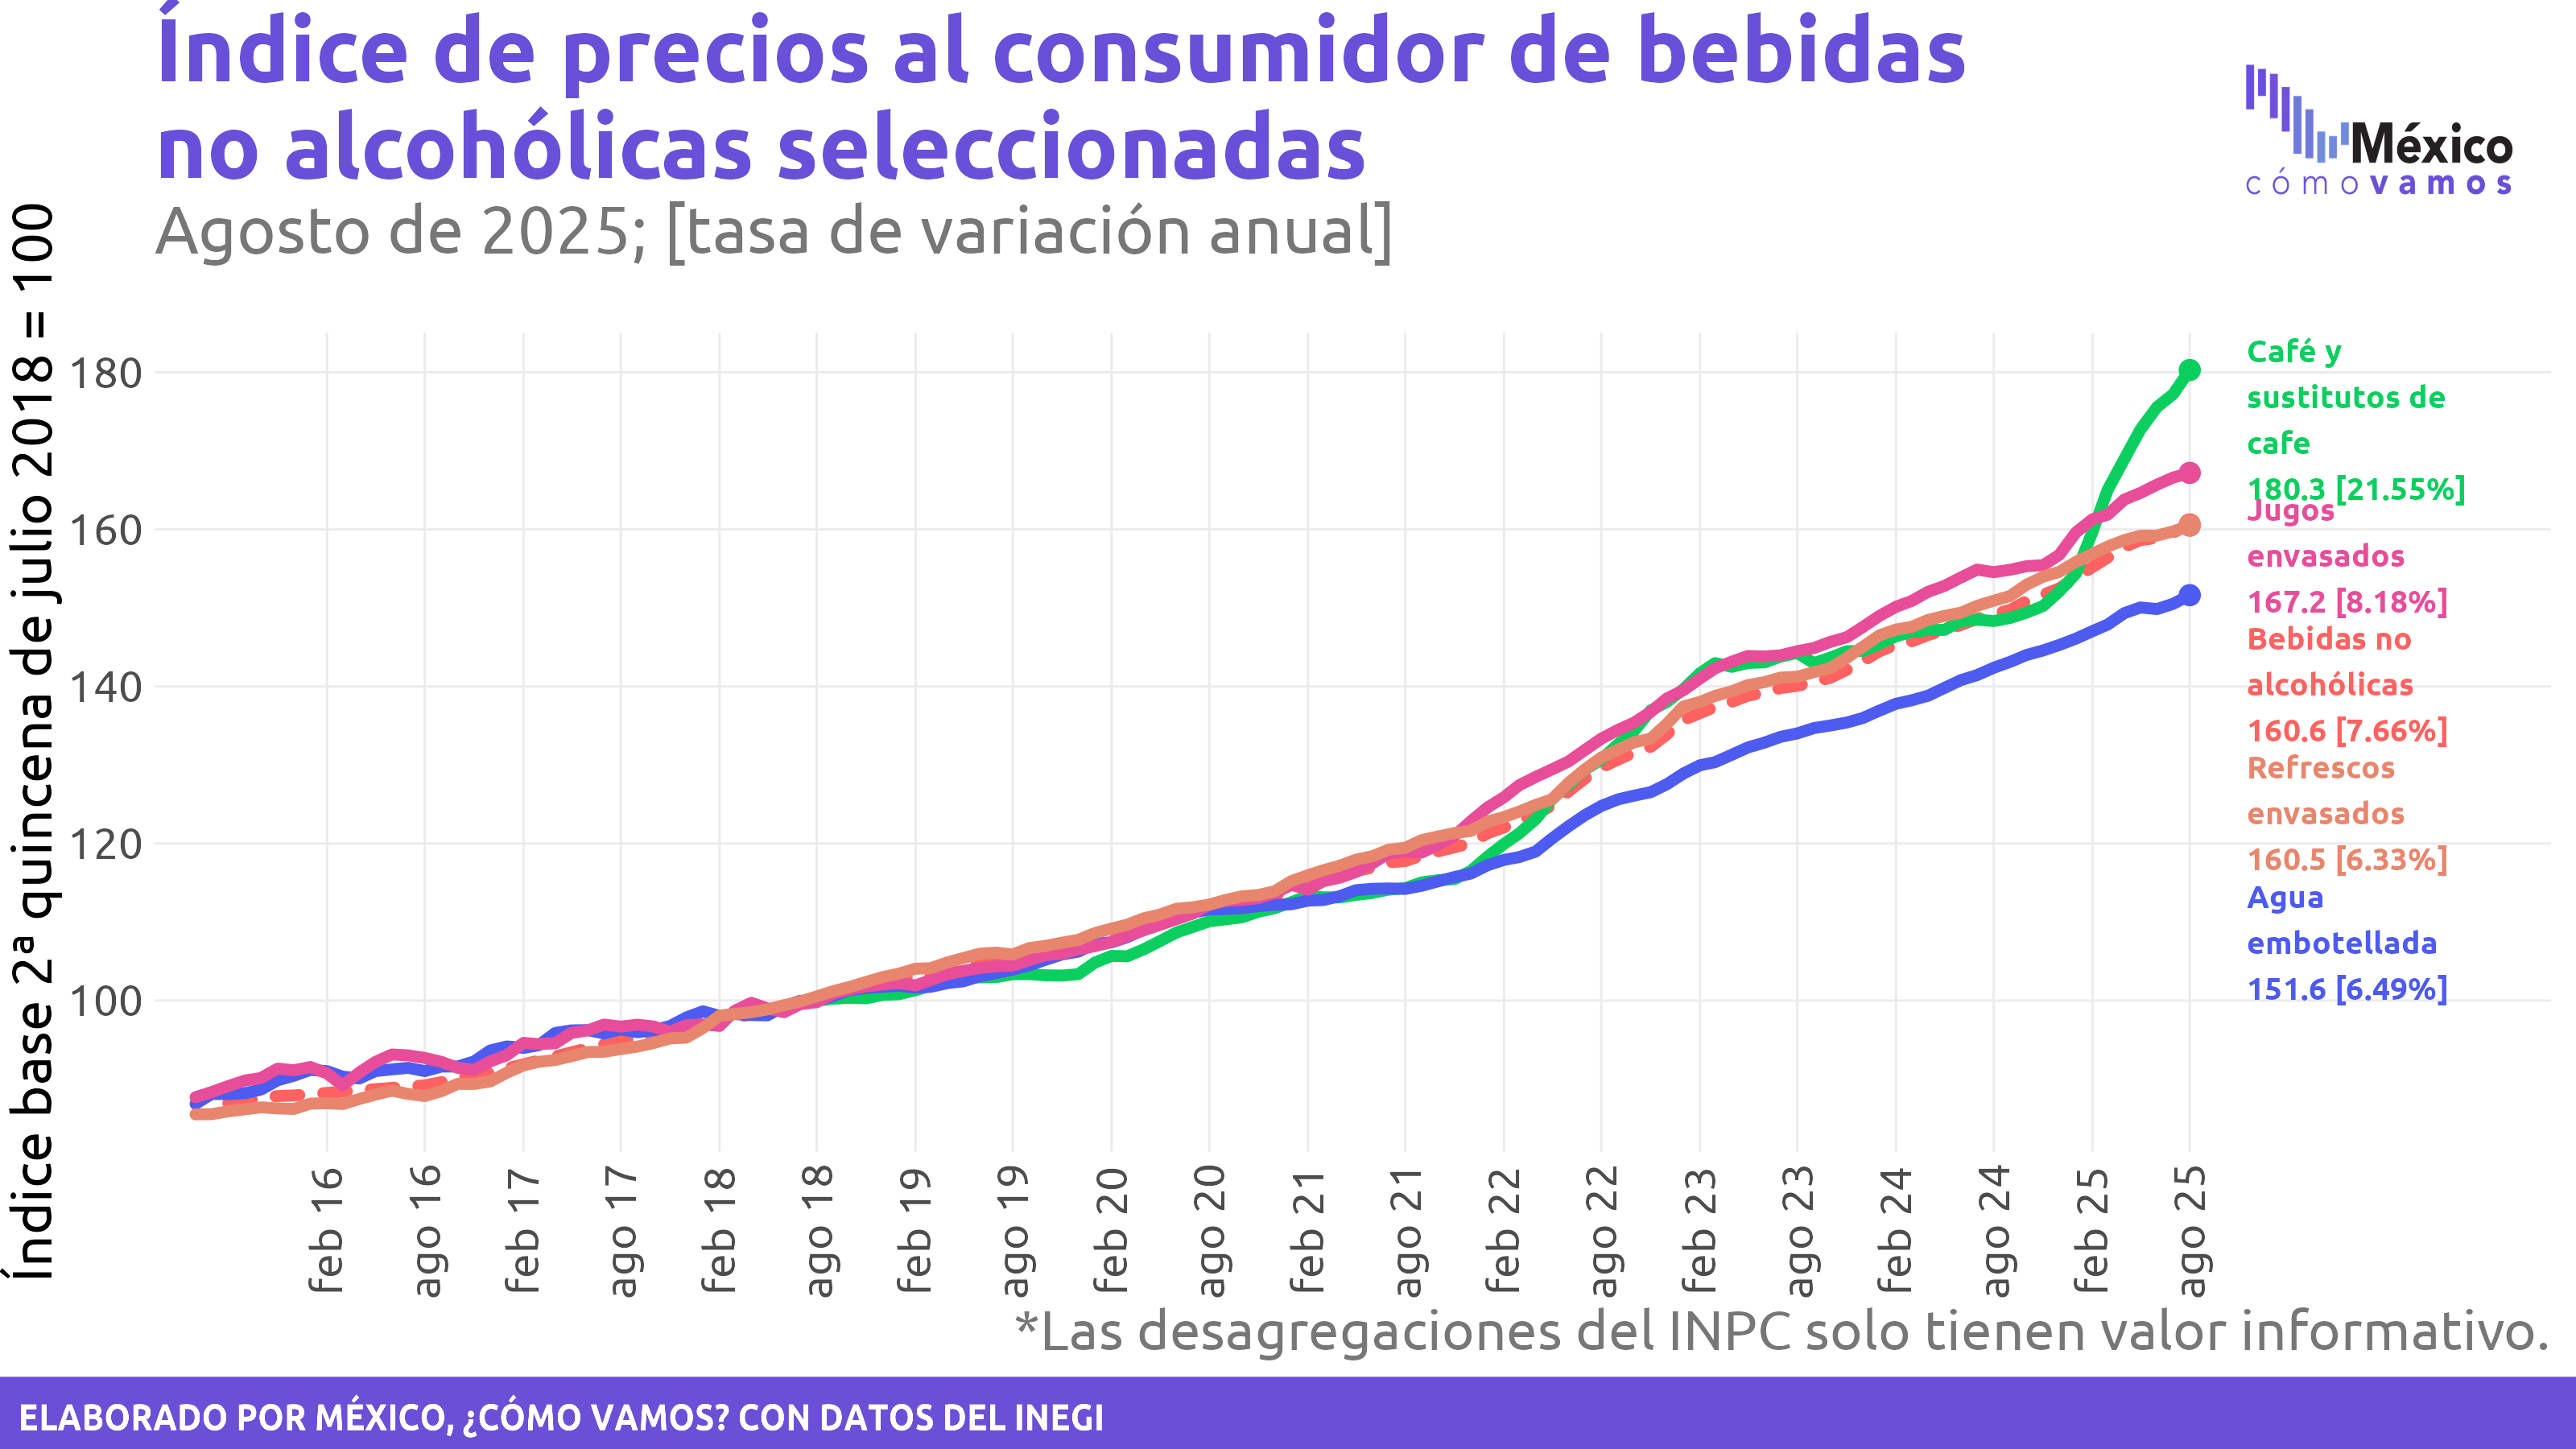 Índice de precios al consumidor de bebidas
no alcohólicas seleccionadas
Agosto de 2025; [tasa de variación anual]
México
cómo vamos
Índice base 2ª quincena de julio 2018 = 100
180
160
140
120
100
Café y
sustitutos de
cafe
180.3 [21.55%]
Jugos
envasados
167.2 [8.18%]
Bebidas no
alcohólicas
160.6 [7.66%]
Refrescos
envasados
160.5 [6.33%]
Agua
embotellada
151.6 [6.49%]
feb 16
ago 16
feb 17
ago 17
feb 18
ago 18
feb 19
ago 19
feb 20
ago 20
feb 21
ago 21
feb 22
ago 22
feb 23
ago 23
feb 24
ago 24
feb 25
ago 25
*Las desagregaciones del INPC solo tienen valor informativo.
ELABORADO POR MÉXICO, ¿CÓMO VAMOS? CON DATOS DEL INEGI